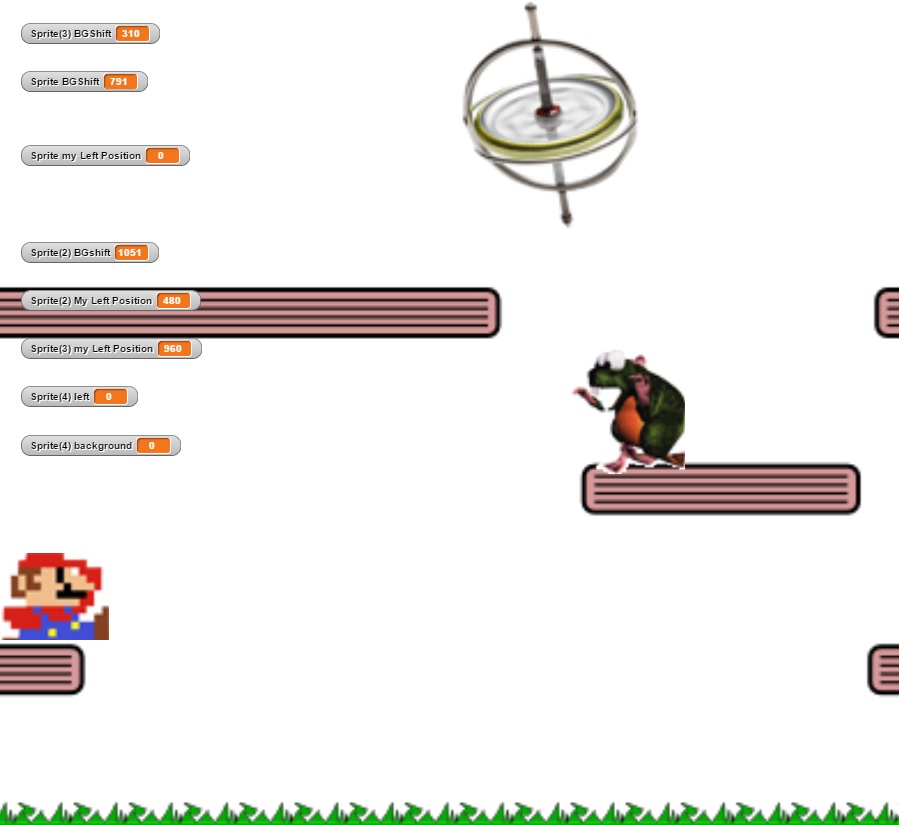 Sprite(3) BGShift 310
Sprite BGShift 791
Sprite my Left Position 0
Sprite(2) BGshift 1051
Sprite(2) My Left Position 480
Sprite(3) my Left Position 960
Sprite(4) left 0
Sprite(4) background 0